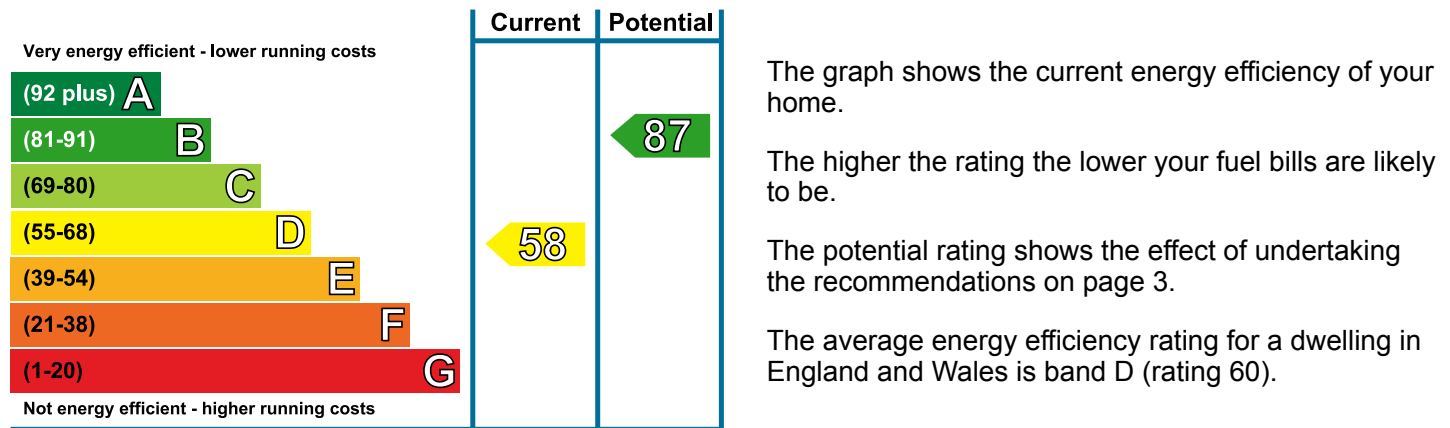 Current Potential
Very energy efficient - lower running costs
(92 plus) A
(81-91) B
87
(69-80) C
(55-68) D
58
(39-54) E
(21-38) F
(1-20) G
Not energy efficient - higher running costs
The graph shows the current energy efficiency of your
home.
The higher the rating the lower your fuel bills are likely
to be.
The potential rating shows the effect of undertaking
the recommendations on page 3.
The average energy efficiency rating for a dwelling in
England and Wales is band D (rating 60).